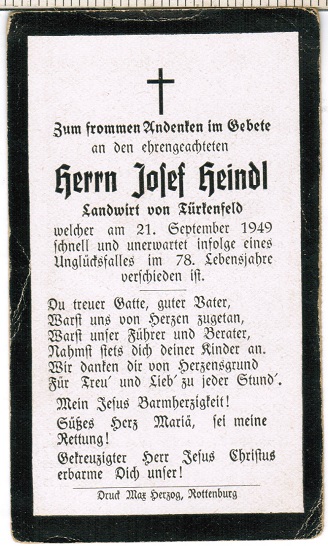 Zum frommen Andenken im Gebete
an den ehrengeachteten
Herrn Josef Heindl
Landwirt von Türkenfeld
welcher am 21. September 1949
schnell und unerwartet infolge eines
Unglücksfalles im 78. Lebensjahre
verschieden ist.
Du treuer Gatte, guter Vater,
Warst uns von Herzen zugetan,
Warst unser Führer und Berater,
Nahmst stets dich deiner Kinder an.
Wir danken dir von Herzensgrund
Für Treu' und Lieb' zu jeder Stund'.
Mein Jesus Barmherzigkeit!
Süßes Herz Mariä, sei meine
Rettung!
Gekreuzigter Herr Jesus Christus
erbarme Dich unser!
Druck Max Herzog, Rottenburg